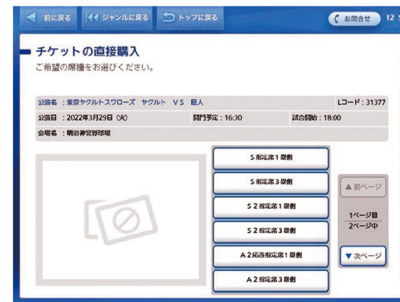 前に戻る ジャンルに戻る トップに戻る お問合せ 12
チケットの直接購入
ご希望の席種をお選びください。
公演名 : 東京ヤクルトスワローズ ヤクルト VS 巨人 Lコード : 31377
公演日 : 2022年3月29日 (火) 開門予定 : 16:30 試合開始 : 18:00
会場名 : 明治神宮野球場
S指定席1塁側
S指定席3塁側
S2指定席1塁側
S2指定席3塁側
A2応援指定席1塁側
A2指定席3塁側
前ページ
1ページ目
2ページ中
次ページ